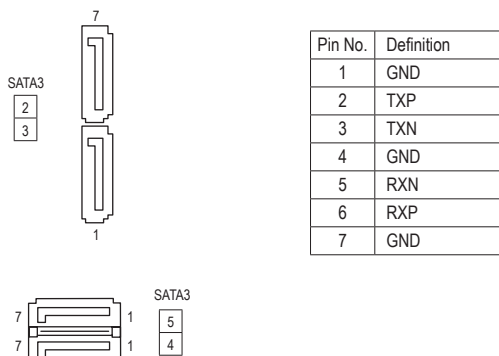 7
SATA3
2
3
1
Pin No. Definition
1 GND
2 TXP
3 TXN
4 GND
5 RXN
6 RXP
7 GND
SATA3
7 1 5
7 1 4